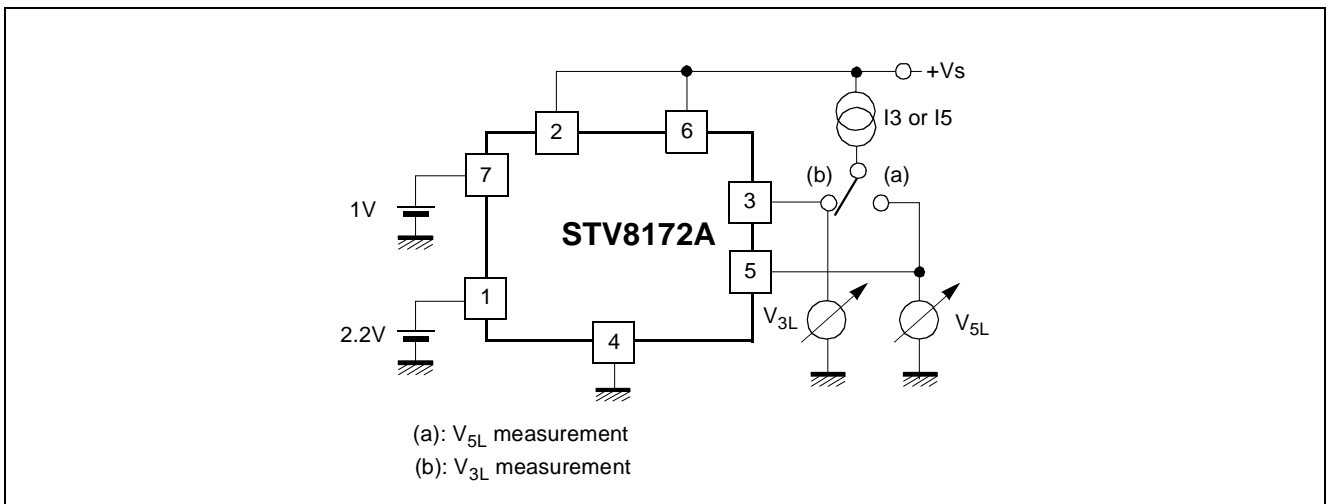 +Vs
I3 or I5
2
6
(b)
(a)
7
3
1V
STV8172A
5
1
V3L
V5L
2.2V
4
(a): V5L measurement
(b): V3L measurement